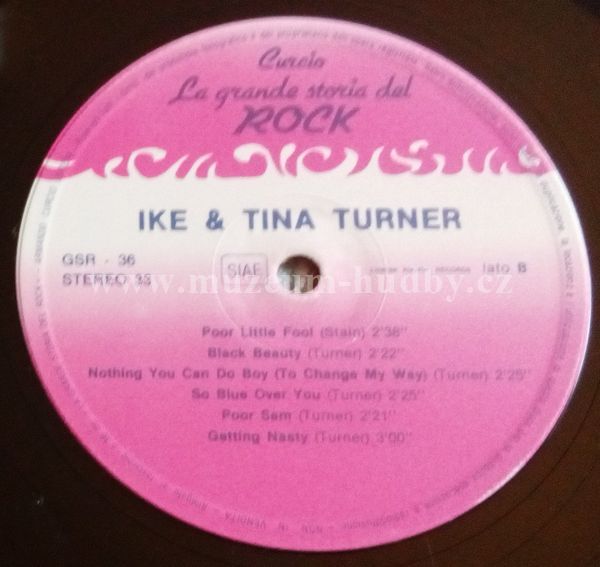 Curcio
La grande storia del
ROCK
IKE & TINA TURNER
GSR - 36
STEREO 33
SIAE
RECORDS
lato B
www.muzeum-hudby.cz
Poor Little Fool (Stain) 2'38"
Black Beauty (Turner) 2'22"
Nothing You Can Do Boy (To Change My Way) (Turner) 2'25"
So Blue Over You (Turner) 2'25"
Poor Sam (Turner) 2'21"
Getting Nasty (Turner) 3'00"